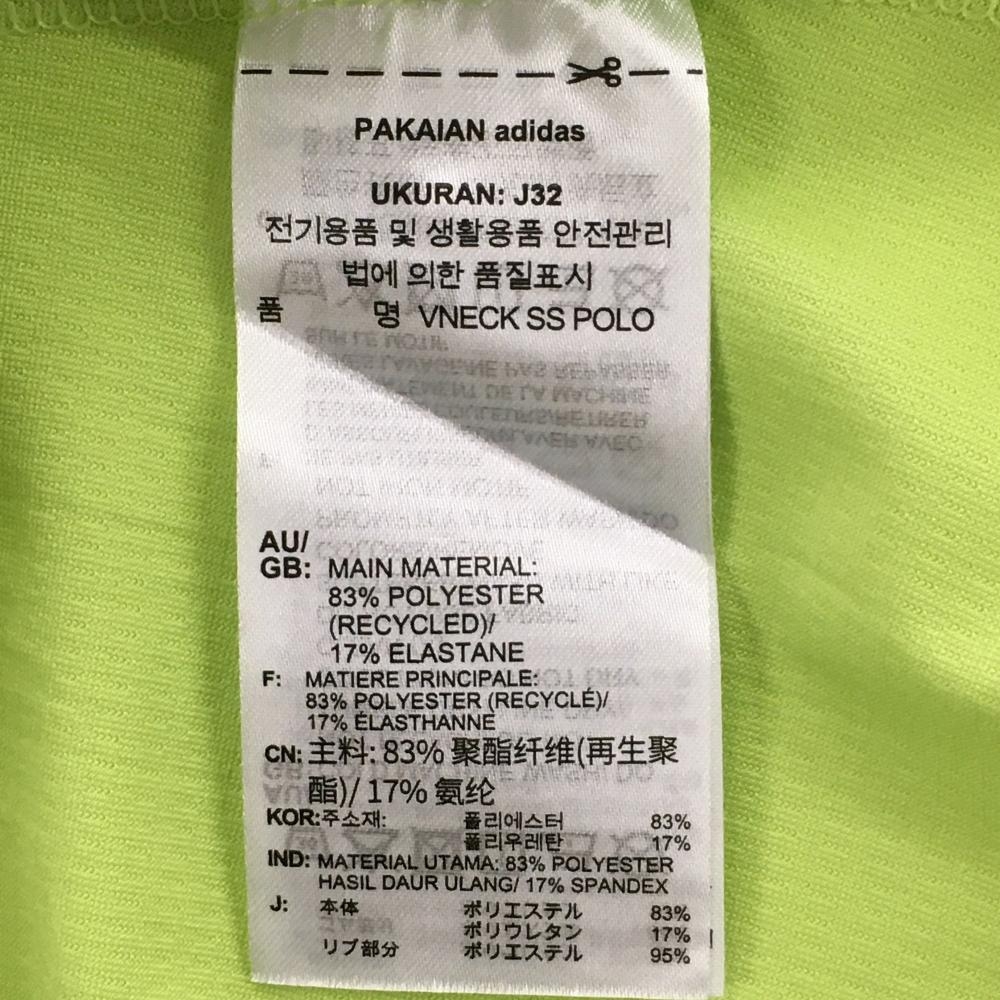 PAKAIAN adidas
UKURAN: J32
전기용품 및 생활용품 안전관리
법에 의한 품질표시
품 명 VNECK SS POLO
AU/
GB: MAIN MATERIAL:
83% POLYESTER
(RECYCLED)/
17% ELASTANE
F: MATIERE PRINCIPALE:
83% POLYESTER (RECYCLÉ)/
17% ÉLASTHANNE
CN: 主料: 83% 聚酯纤维(再生聚
酯)/ 17% 氨纶
KOR:주소재: 폴리에스터 83%
폴리우레탄 17%
IND: MATERIAL UTAMA: 83% POLYESTER
HASIL DAUR ULANG/ 17% SPANDEX
J: 本体 ポリエステル 83%
ポリウレタン 17%
リブ部分 ポリエステル 95%